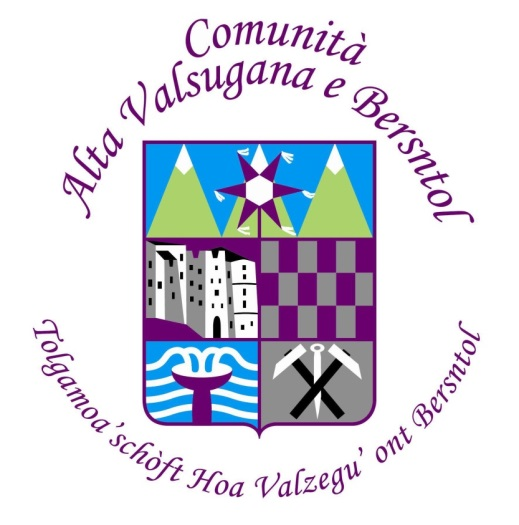 Comunità
Alta Valsugana e Bersntol
Tolgamoa'schòft Hoa Valzegu' ont Bersntol